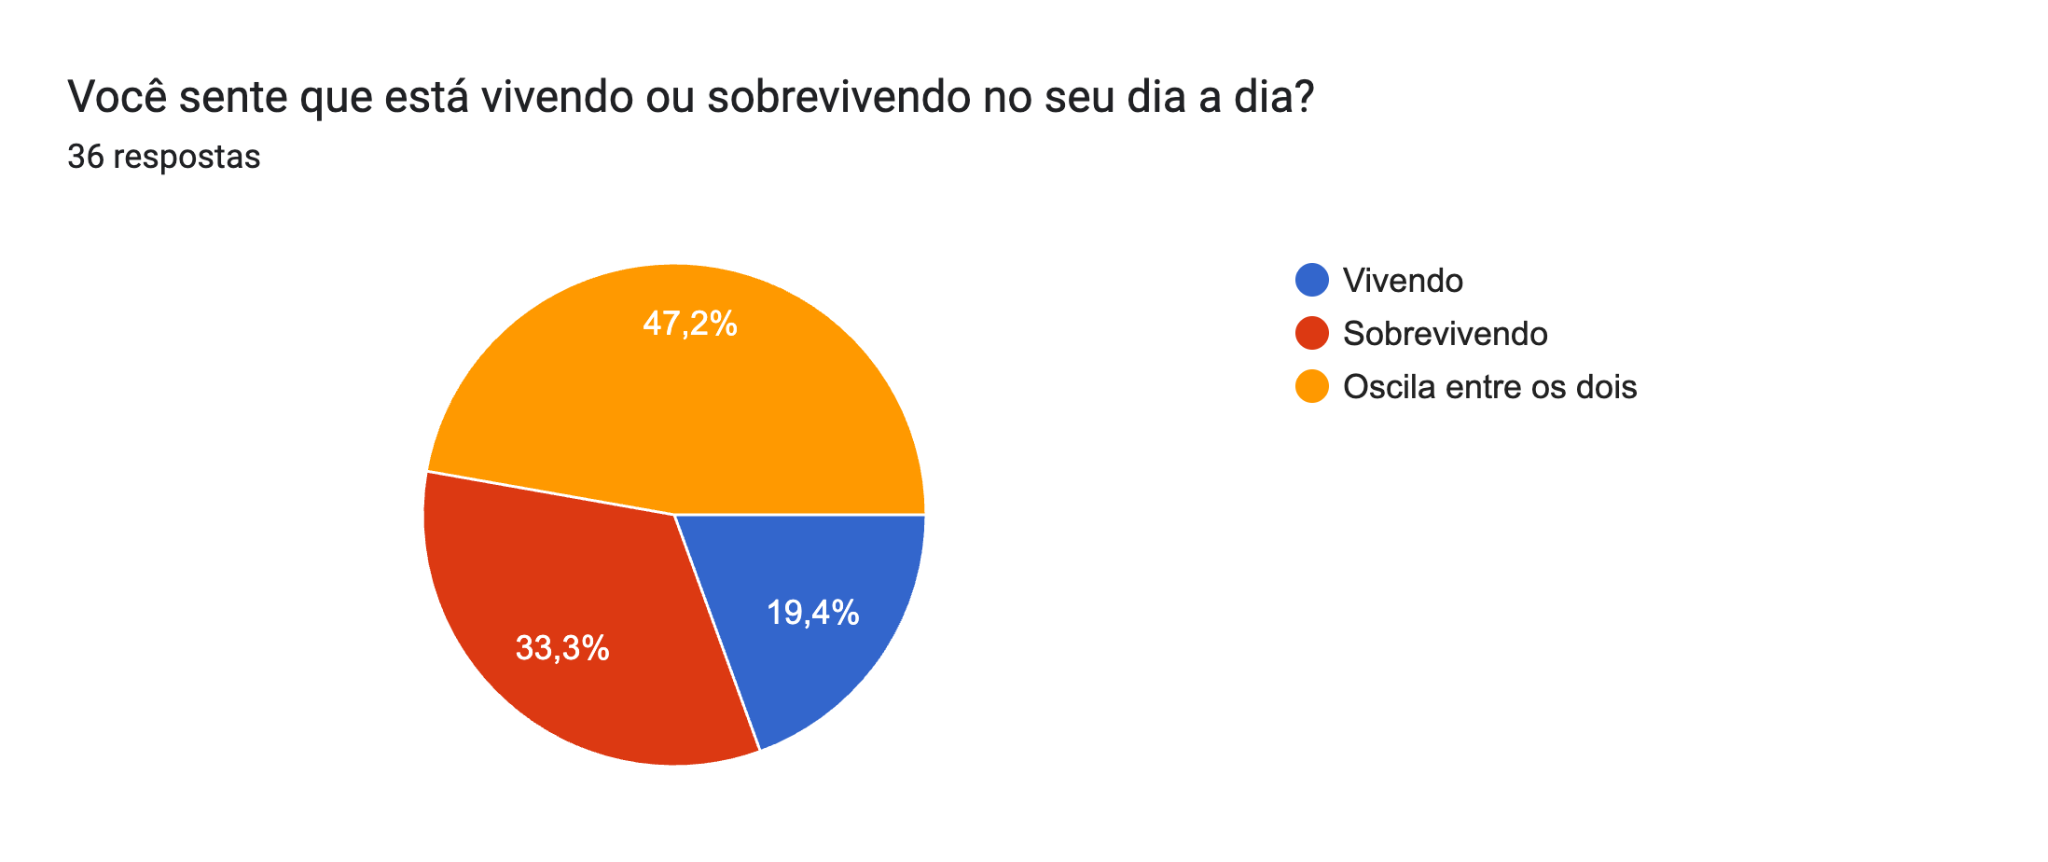 Você sente que está vivendo ou sobrevivendo no seu dia a dia?
36 respostas
47,2%
19,4%
33,3%
Vivendo
Sobrevivendo
Oscila entre os dois